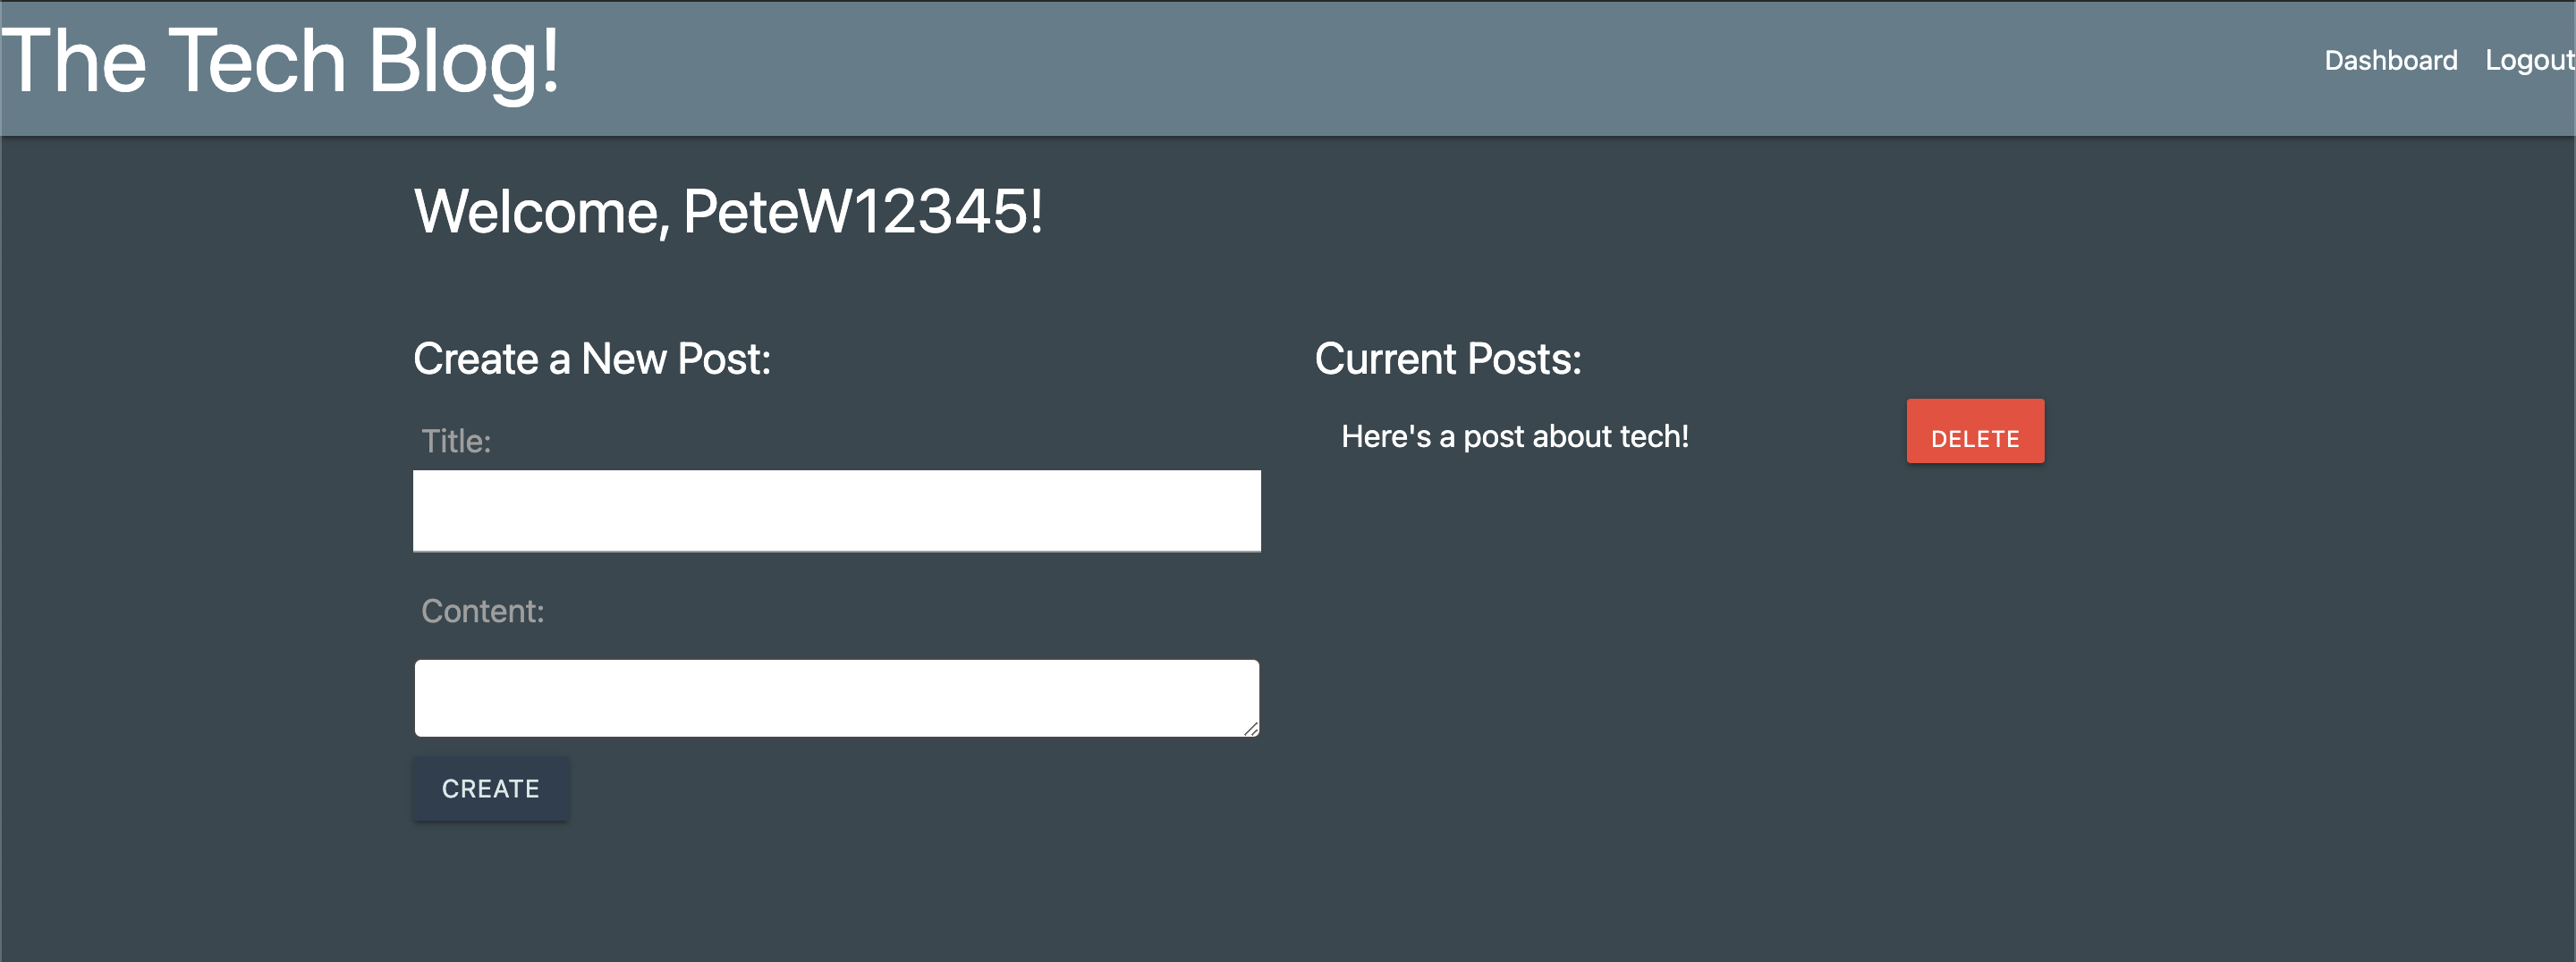 The Tech Blog!
Dashboard Logout
Welcome, PeteW12345!
Create a New Post:
Title:
Content:
CREATE
Current Posts:
Here's a post about tech!
DELETE